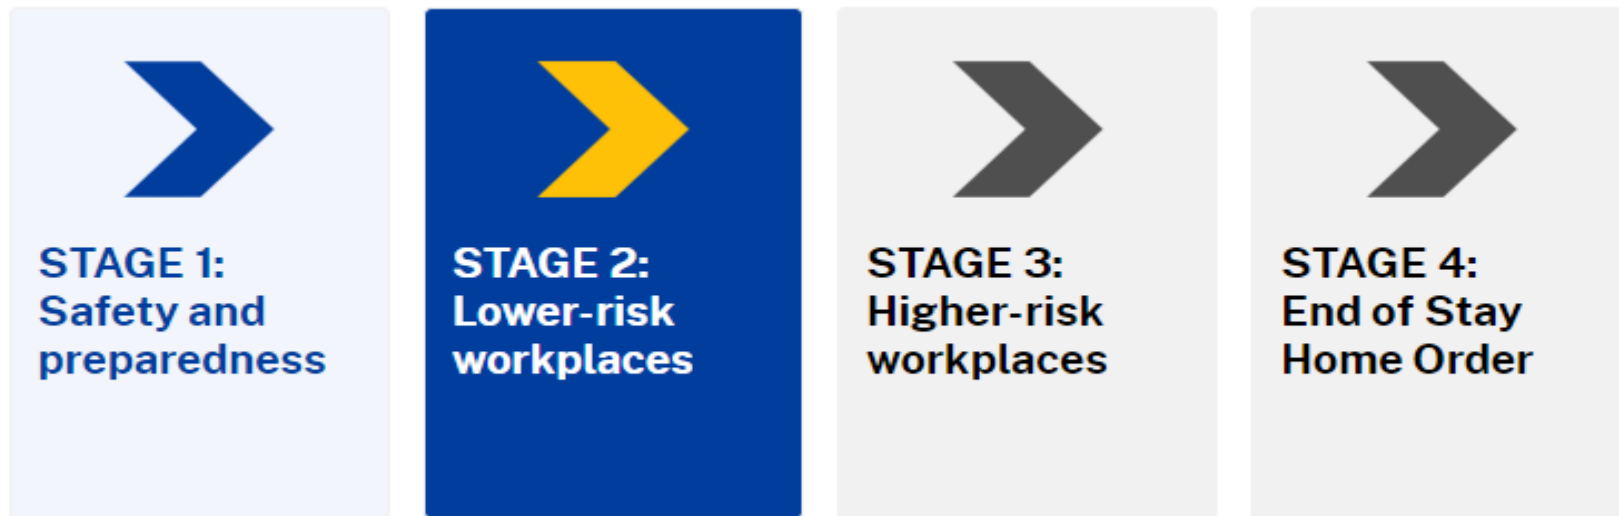 STAGE 1:
Safety and
preparedness
STAGE 2:
Lower-risk
workplaces
STAGE 3:
Higher-risk
workplaces
STAGE 4:
End of Stay
Home Order